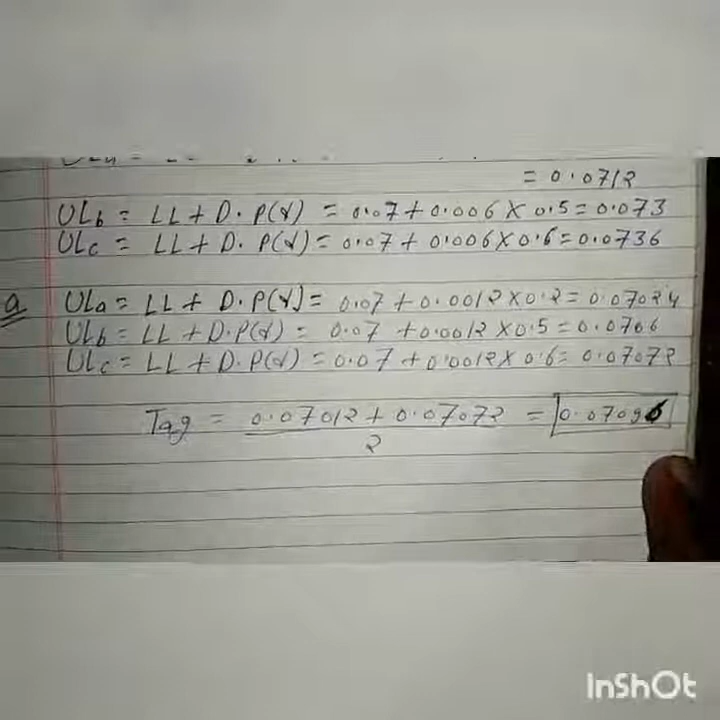 = 0.0712
ULb = LL + D. P(γ) = 0.07 + 0.006 X 0.5 = 0.073
ULc = LL + D. P(γ) = 0.07 + 0.006 X 0.6 = 0.0736
a ULa = LL + D. P(γ) = 0.07 + 0.0012 X 0.2 = 0.07024
ULb = LL + D. P(γ) = 0.07 + 0.0012 X 0.5 = 0.0706
ULc = LL + D. P(γ) = 0.07 + 0.0012 X 0.6 = 0.07072
Tag = 0.07012 + 0.07072 = 0.0709
2
InShOt